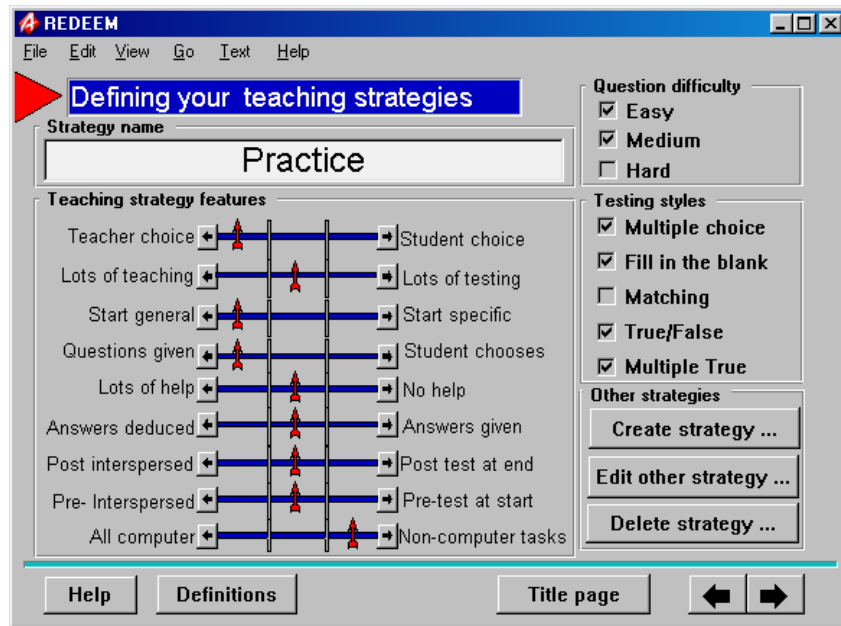 REDEEM
File Edit View Go Text Help
Defining your teaching strategies
Strategy name
Practice
Teaching strategy features
Teacher choice Student choice
Lots of teaching Lots of testing
Start general Start specific
Questions given Student chooses
Lots of help No help
Answers deduced Answers given
Post interspersed Post test at end
Pre- Interspersed Pre-test at start
All computer Non-computer tasks
Question difficulty
Easy
Medium
Hard
Testing styles
Multiple choice
Fill in the blank
Matching
True/False
Multiple True
Other strategies
Create strategy ...
Edit other strategy ...
Delete strategy ...
Help Definitions Title page